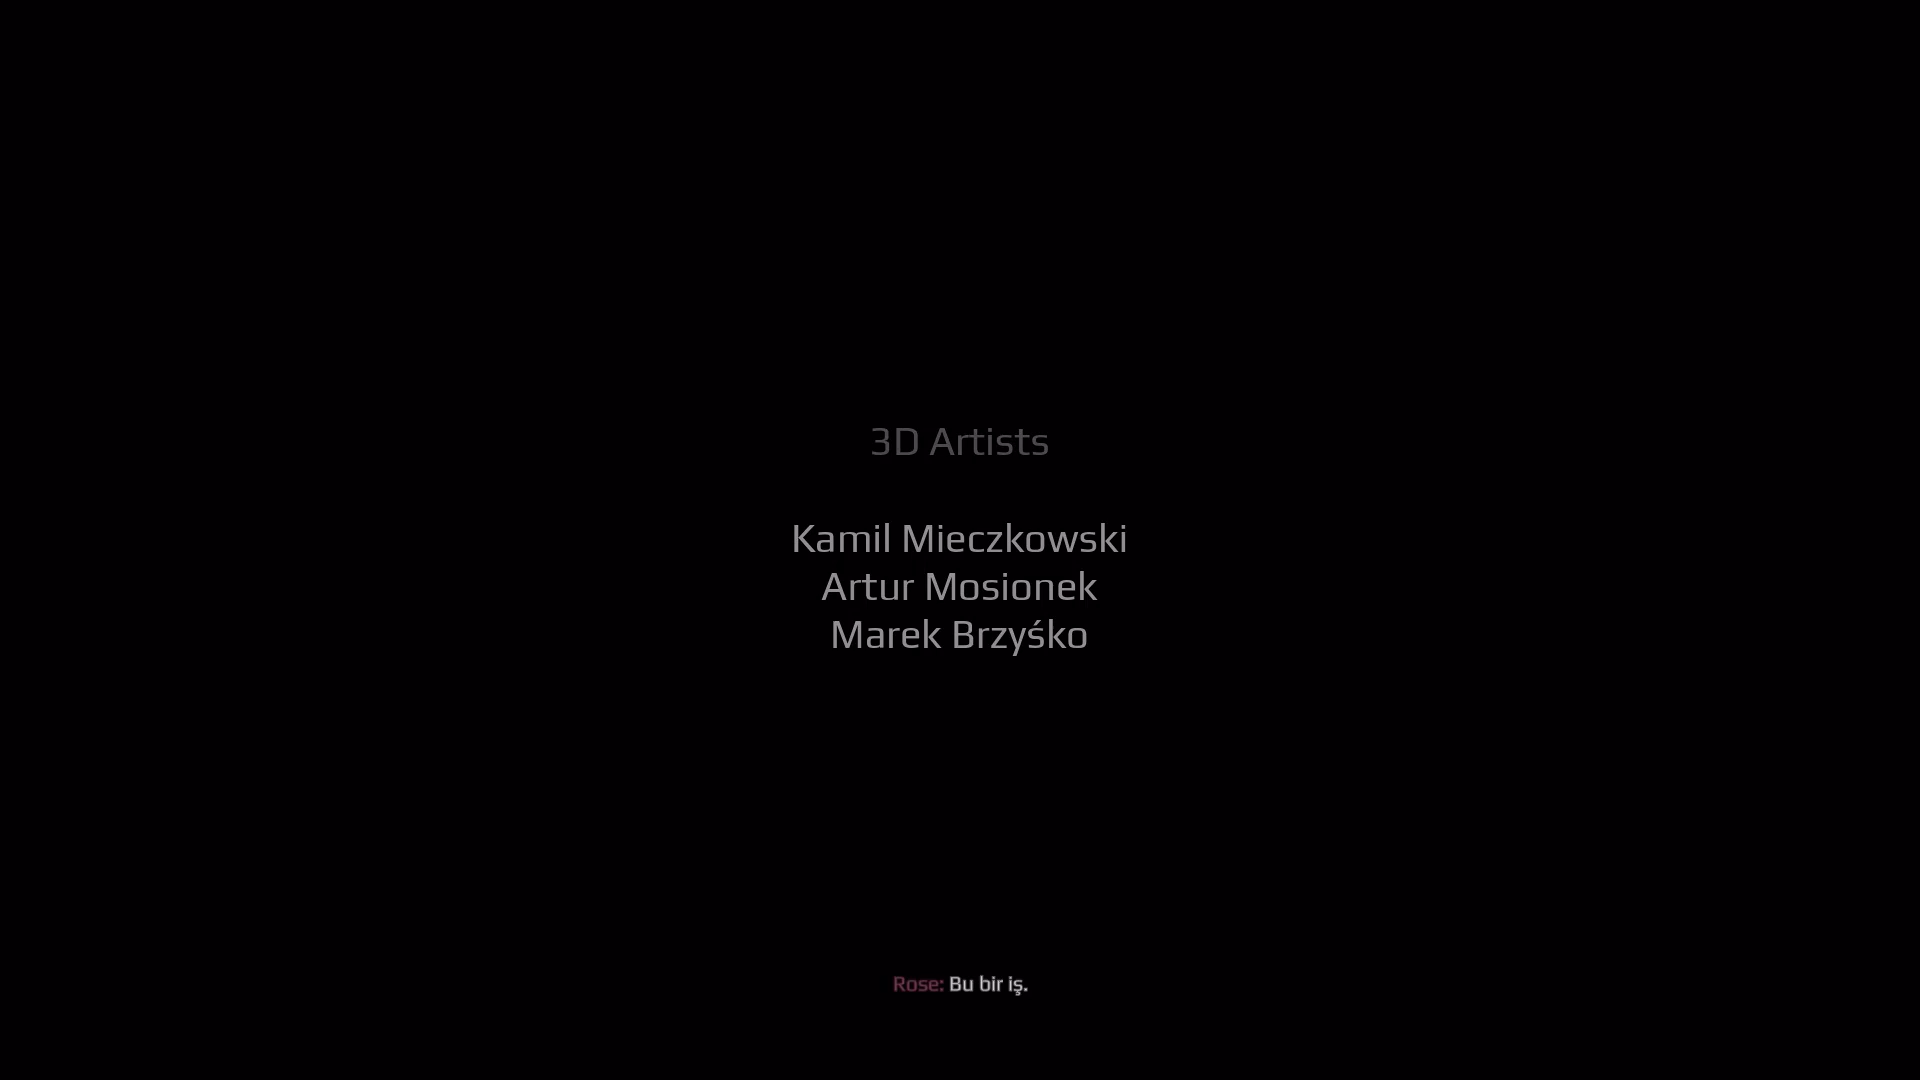 3D Artists
Kamil Mieczkowski
Artur Mosionek
Marek Brzyśko
Rose: Bu bir iş.